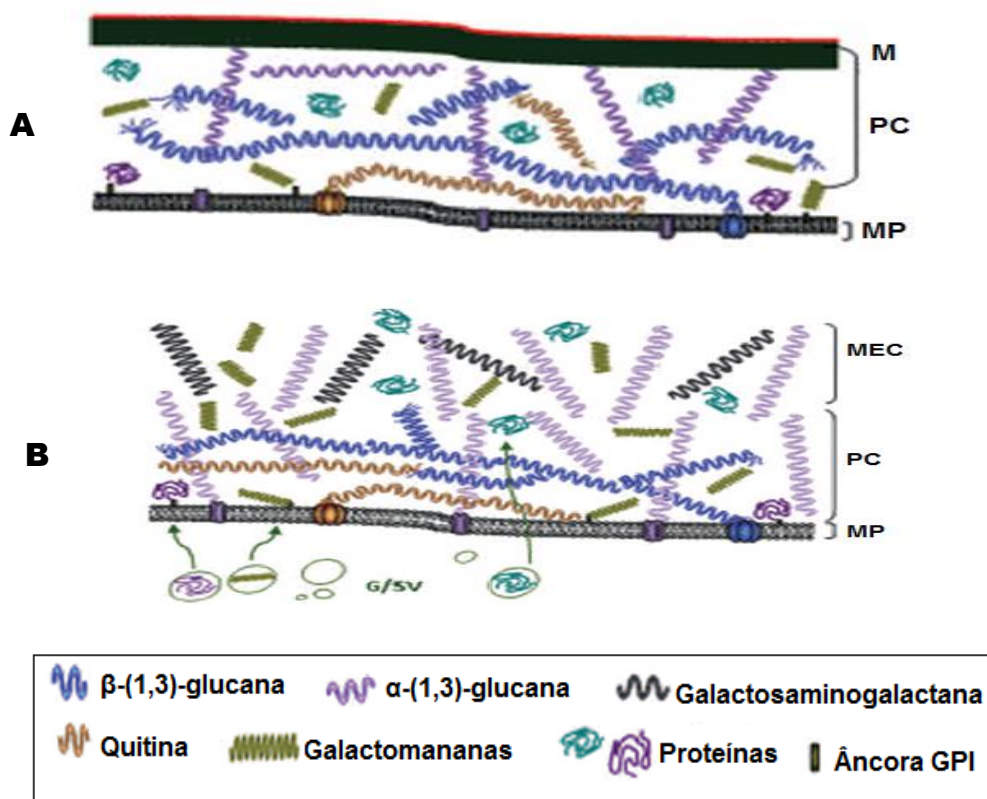 M
A
PC
MP
MEC
B
PC
MP
G/SV
β-(1,3)-glucana
α-(1,3)-glucana
Galactosaminogalactana
Quitina
Galactomananas
Proteínas
Âncora GPI